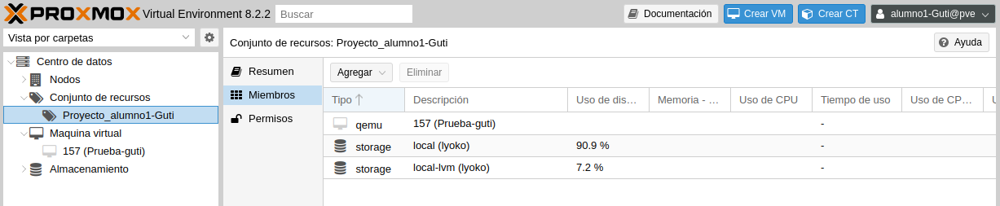 PROXMOX Virtual Environment 8.2.2 Buscar Documentación Crear VM Crear CT alumno1-Guti@pve
Vista por carpetas
Centro de datos
Nodos
Conjunto de recursos
Proyecto_alumno1-Guti
Maquina virtual
157 (Prueba-guti)
Almacenamiento
Conjunto de recursos: Proyecto_alumno1-Guti Ayuda
Resumen
Miembros
Permisos
Agregar Eliminar
Tipo Descripción Uso de dis... Memoria - ... Uso de CPU Tiempo de uso Uso de CP... U
qemu 157 (Prueba-guti) -
storage local (lyoko) 90.9 % -
storage local-lvm (lyoko) 7.2 % -